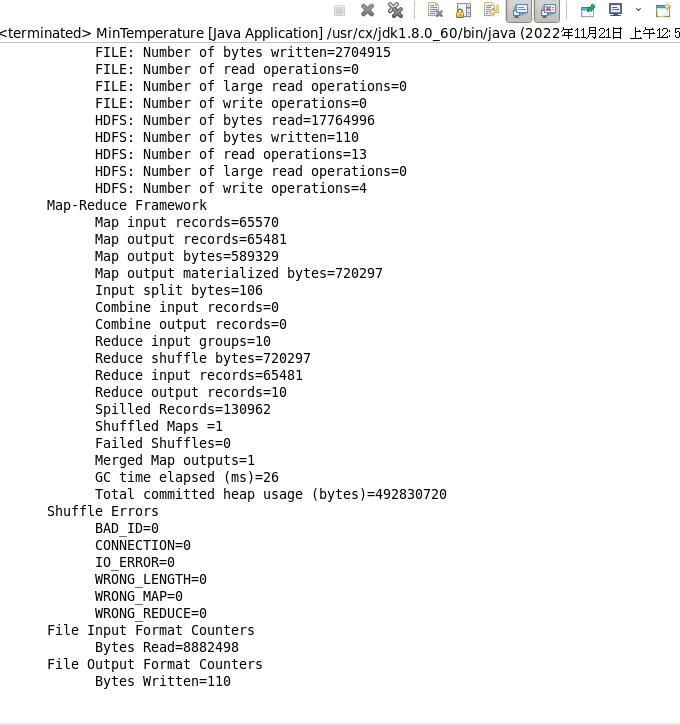 <terminated> MinTemperature [Java Application] /usr/cx/jdk1.8.0_60/bin/java (2022年11月21日 上午12:5
FILE: Number of bytes written=2704915
FILE: Number of read operations=0
FILE: Number of large read operations=0
FILE: Number of write operations=0
HDFS: Number of bytes read=17764996
HDFS: Number of bytes written=110
HDFS: Number of read operations=13
HDFS: Number of large read operations=0
HDFS: Number of write operations=4
Map-Reduce Framework
Map input records=65570
Map output records=65481
Map output bytes=589329
Map output materialized bytes=720297
Input split bytes=106
Combine input records=0
Combine output records=0
Reduce input groups=10
Reduce shuffle bytes=720297
Reduce input records=65481
Reduce output records=10
Spilled Records=130962
Shuffled Maps =1
Failed Shuffles=0
Merged Map outputs=1
GC time elapsed (ms)=26
Total committed heap usage (bytes)=492830720
Shuffle Errors
BAD_ID=0
CONNECTION=0
IO_ERROR=0
WRONG_LENGTH=0
WRONG_MAP=0
WRONG_REDUCE=0
File Input Format Counters
Bytes Read=8882498
File Output Format Counters
Bytes Written=110